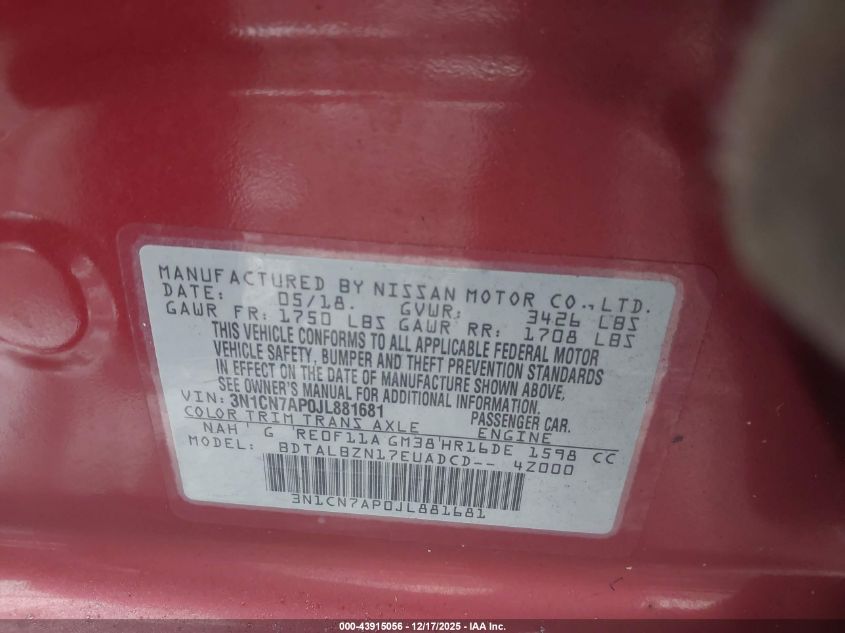 MANUFACTURED BY NISSAN MOTOR CO.,LTD.
DATE: 05/18. GVWR: 3426 LBS
GAWR FR: 1750 LBS GAWR RR: 1708 LBS
THIS VEHICLE CONFORMS TO ALL APPLICABLE FEDERAL MOTOR
VEHICLE SAFETY, BUMPER AND THEFT PREVENTION STANDARDS
IN EFFECT ON THE DATE OF MANUFACTURE SHOWN ABOVE.
SEE OWNER'S MANUAL FOR ADDITIONAL INFORMATION.
VIN: 3N1CN7AP0JL881681 PASSENGER CAR.
COLOR TRIM TRANS AXLE ENGINE
NAH ' G 'RE0F11A GM38'HR16DE 1598 CC
MODEL: BDTALBZN17EUADCD-- 4Z000
3N1CN7AP0JL881681
000-43915056 - 12/17/2025 - IAA Inc.